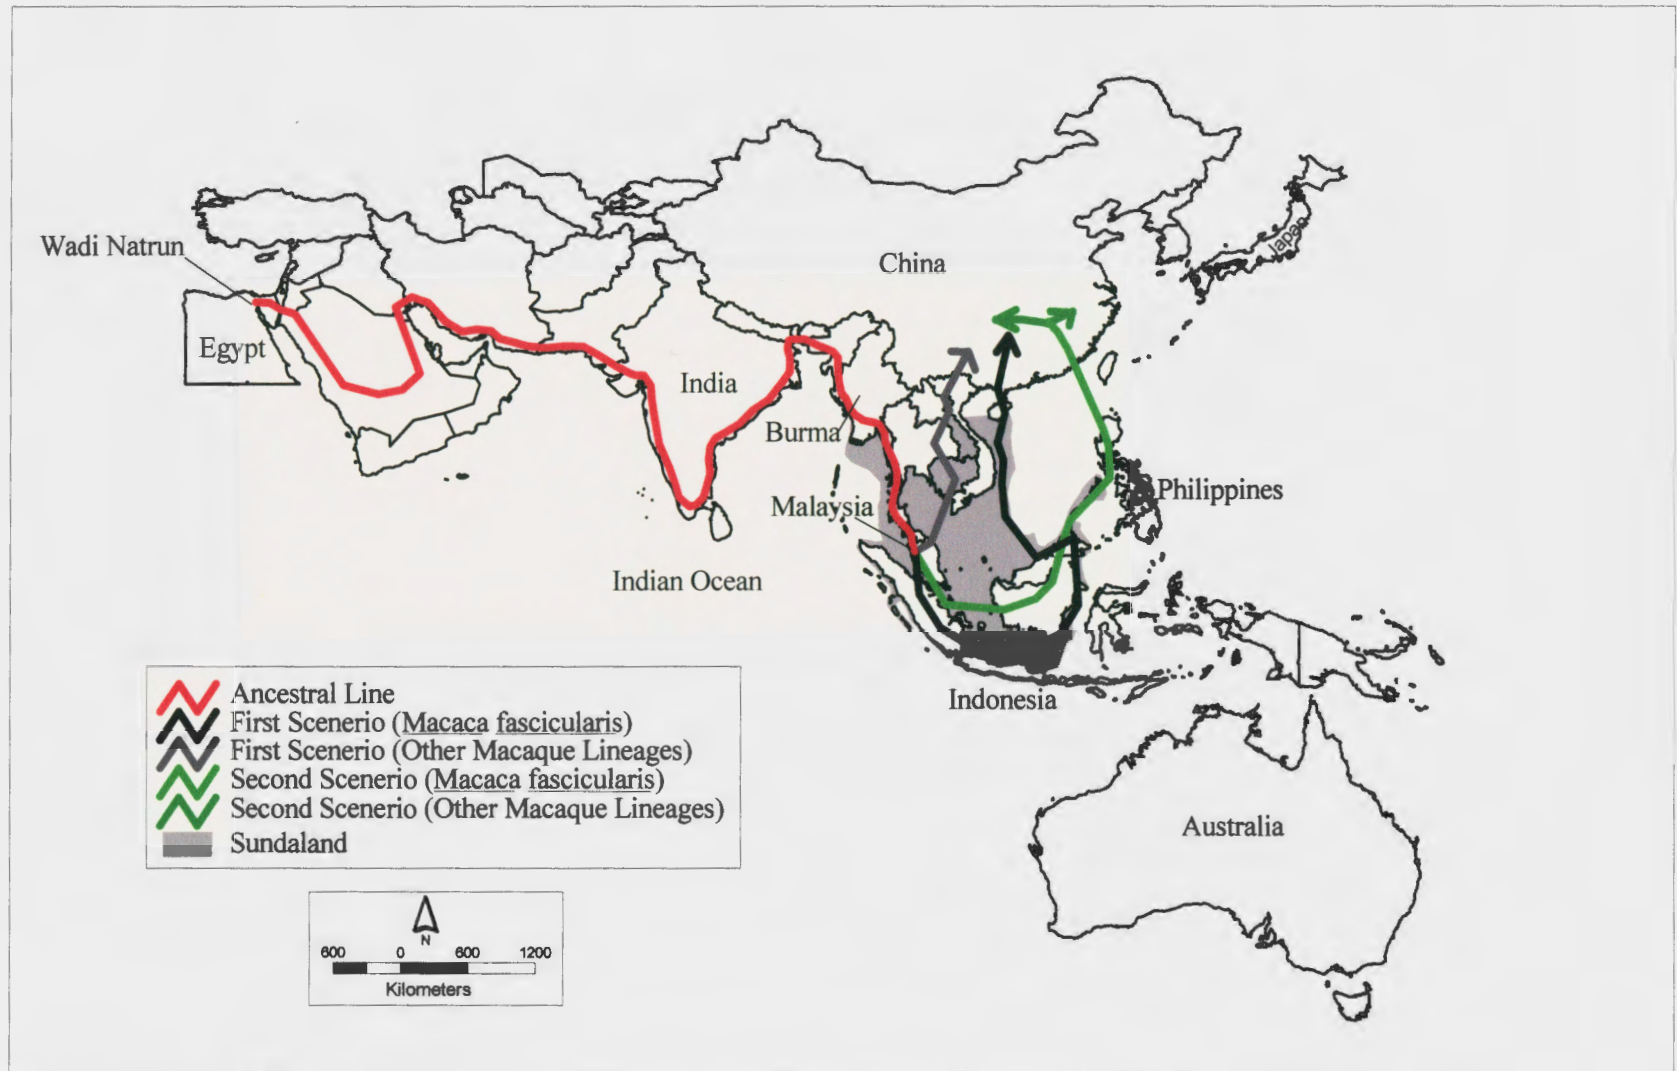 China
Japan
Wadi Natrun
Egypt
India
Burma
Malaysia
Philippines
Indian Ocean
Indonesia
Australia
Ancestral Line
First Scenerio (Macaca fascicularis)
First Scenerio (Other Macaque Lineages)
Second Scenerio (Macaca fascicularis)
Second Scenerio (Other Macaque Lineages)
Sundaland
N
600 0 600 1200
Kilometers